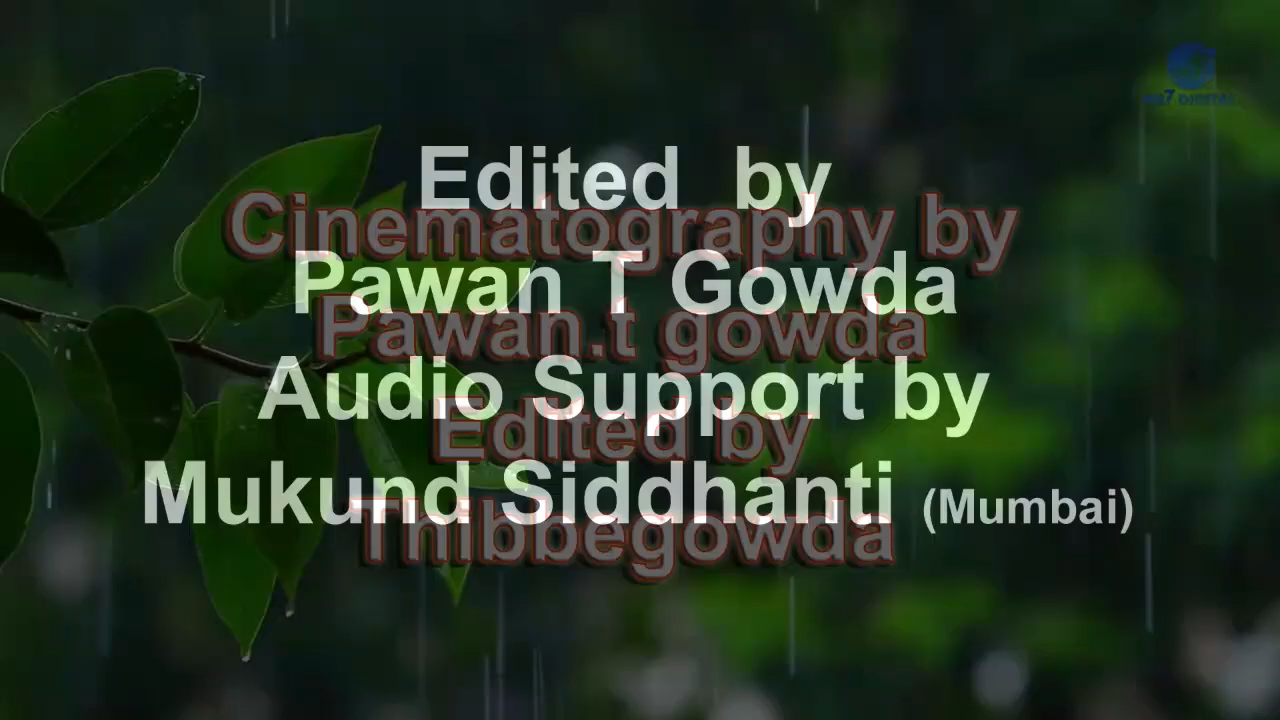 Edited by
Cinematography by
Pawan T Gowda
Pawan.t gowda
Audio Support by
Edited by
Mukund Siddhanti (Mumbai)
Thibbegowda